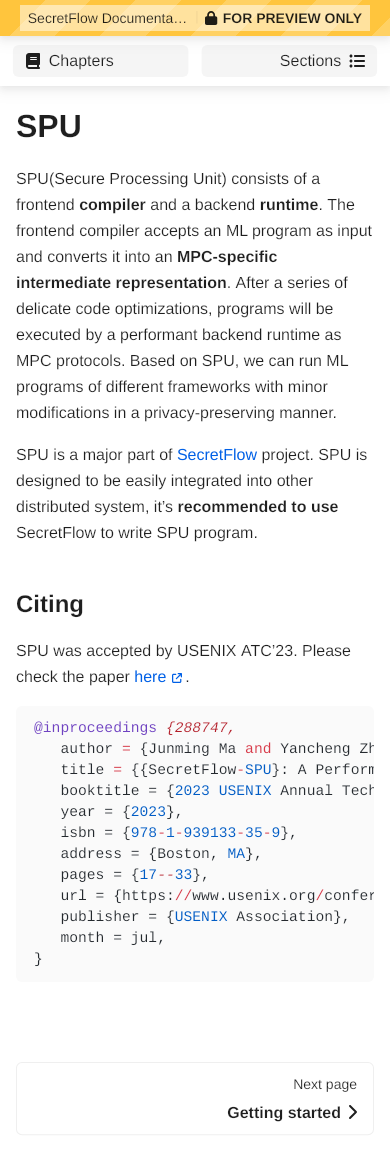 SecretFlow Documenta… FOR PREVIEW ONLY
Chapters
Sections
SPU
SPU(Secure Processing Unit) consists of a
frontend compiler and a backend runtime. The
frontend compiler accepts an ML program as input
and converts it into an MPC-specific
intermediate representation. After a series of
delicate code optimizations, programs will be
executed by a performant backend runtime as
MPC protocols. Based on SPU, we can run ML
programs of different frameworks with minor
modifications in a privacy-preserving manner.
SPU is a major part of SecretFlow project. SPU is
designed to be easily integrated into other
distributed system, it’s recommended to use
SecretFlow to write SPU program.
Citing
SPU was accepted by USENIX ATC’23. Please
check the paper here .
@inproceedings {288747,
   author = {Junming Ma and Yancheng Zh
   title = {{SecretFlow-SPU}: A Perform
   booktitle = {2023 USENIX Annual Tech
   year = {2023},
   isbn = {978-1-939133-35-9},
   address = {Boston, MA},
   pages = {17--33},
   url = {https://www.usenix.org/confer
   publisher = {USENIX Association},
   month = jul,
}
Next page
Getting started